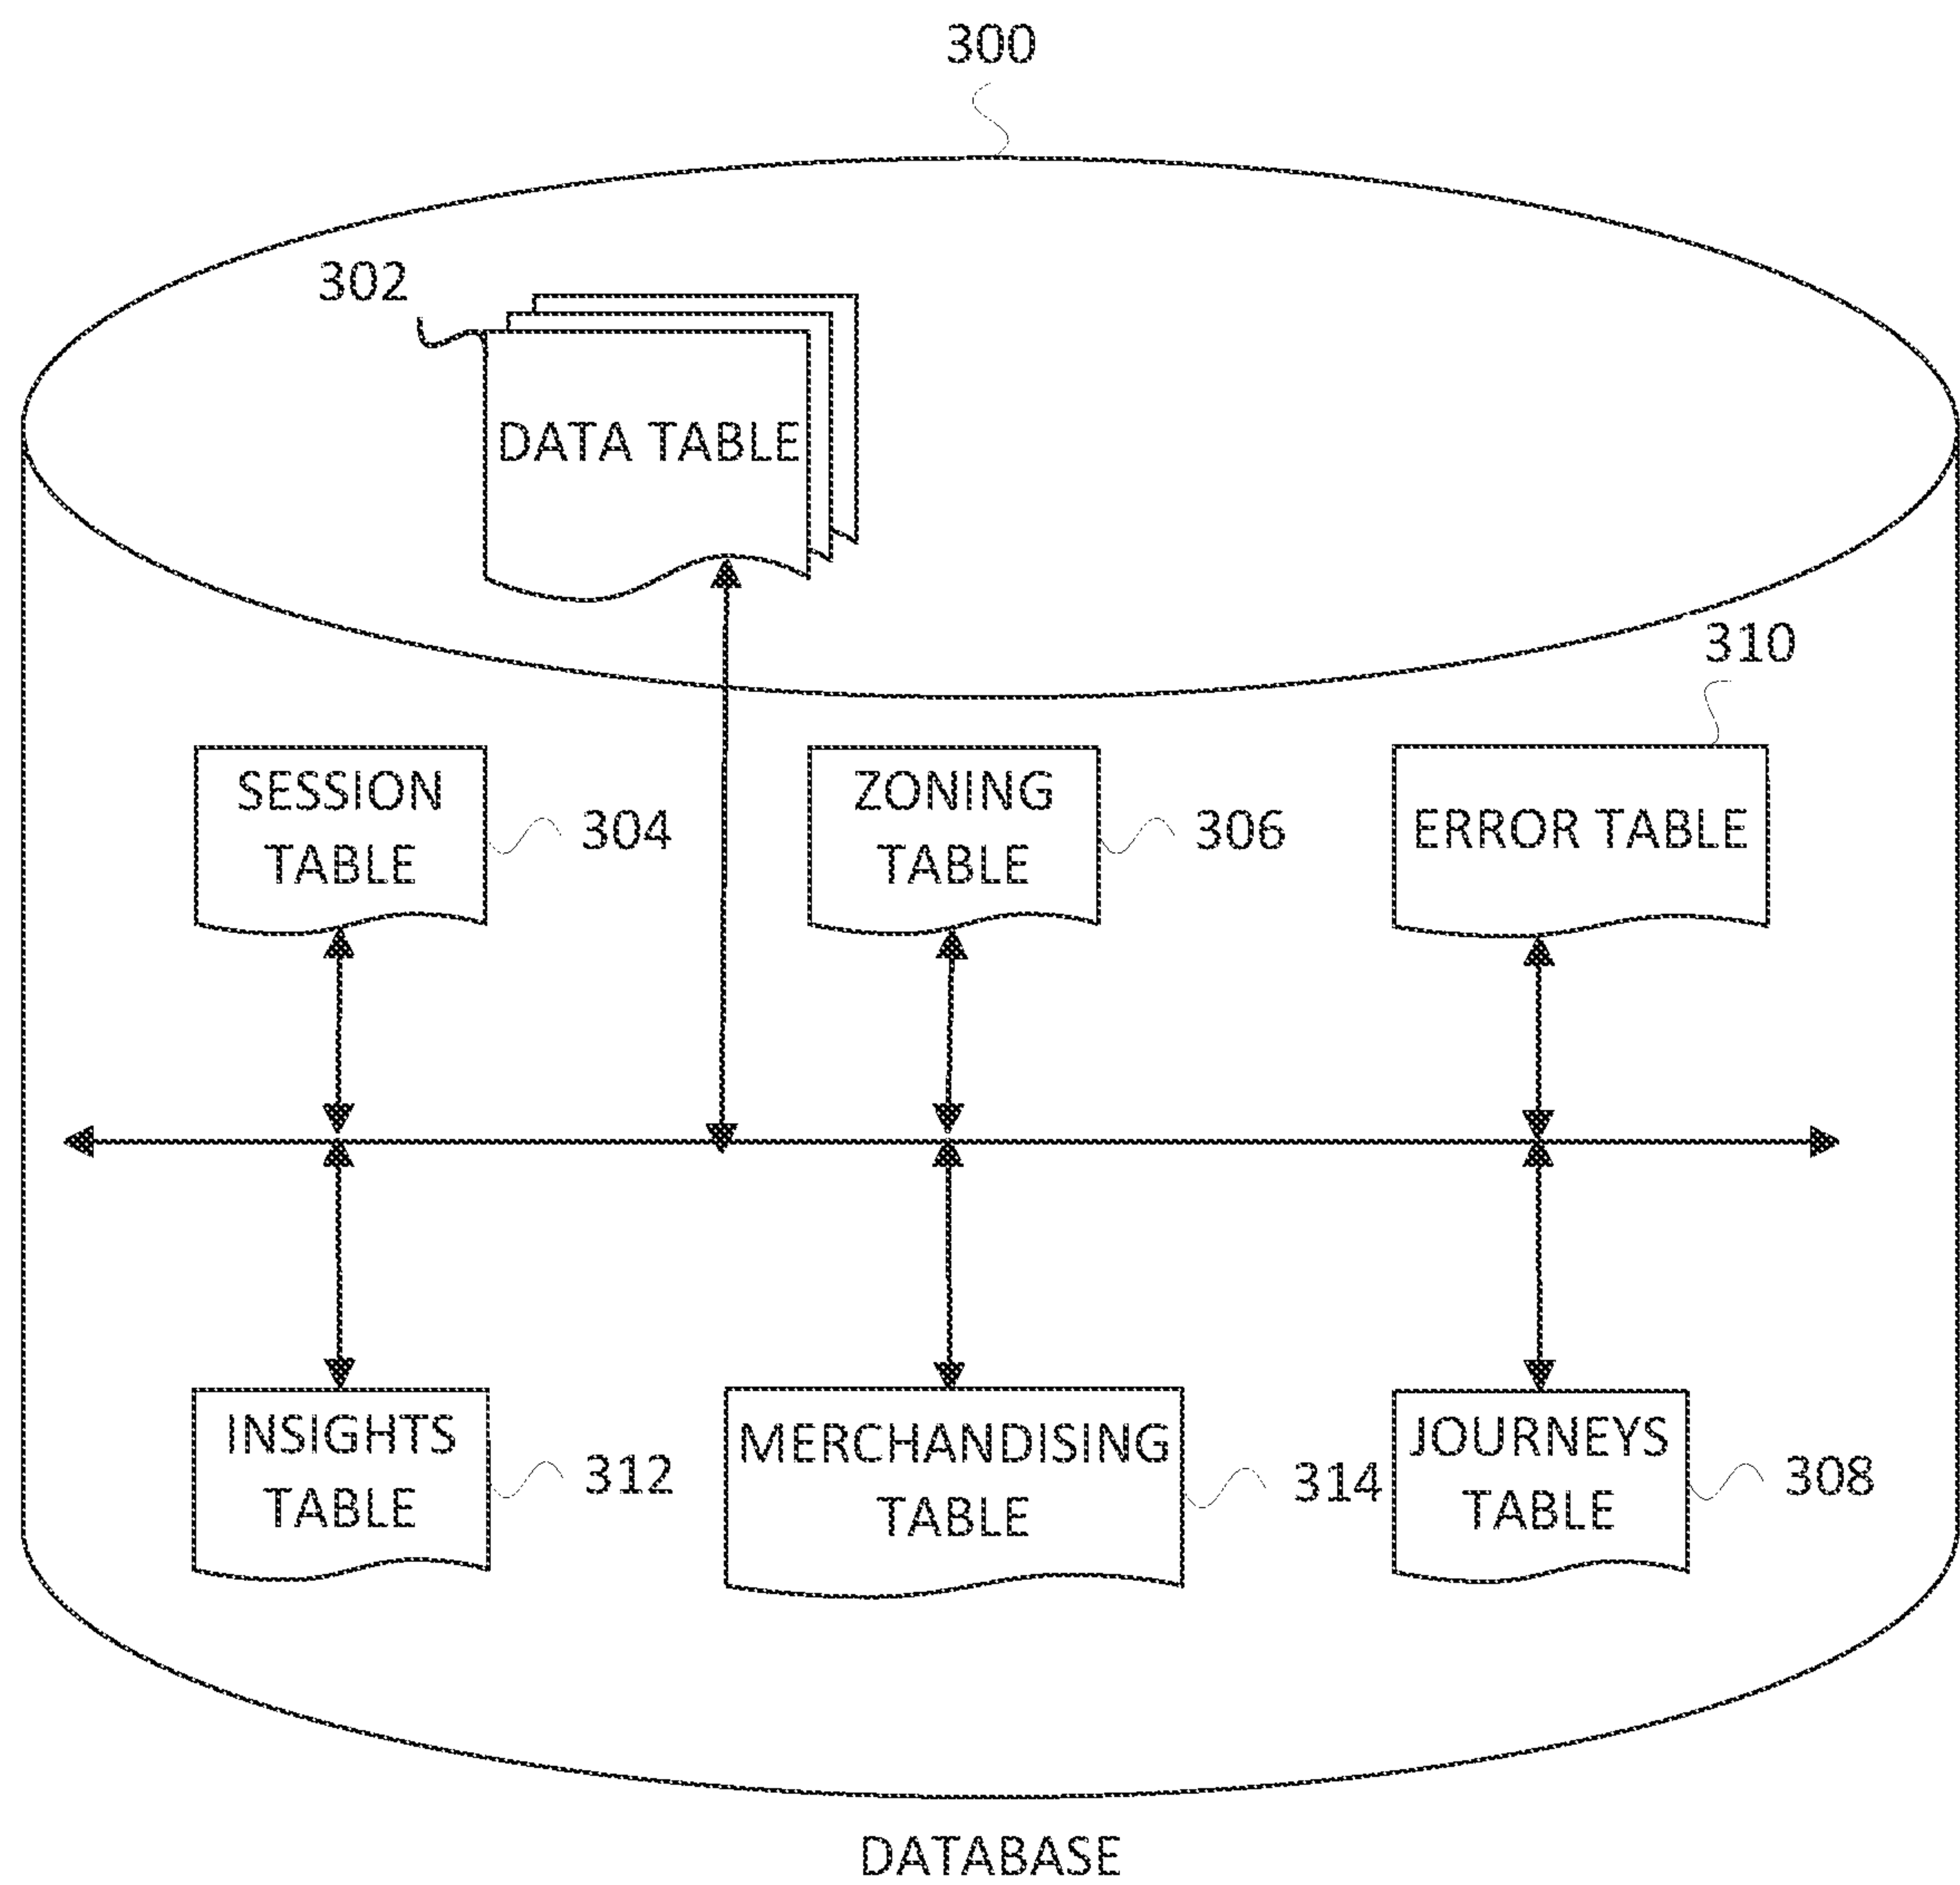 300
302
DATA TABLE
310
SESSION
TABLE
304
ZONING
TABLE
306
ERROR TABLE
INSIGHTS
TABLE
312
MERCHANDISING
TABLE
314
JOURNEYS
TABLE
308
DATABASE